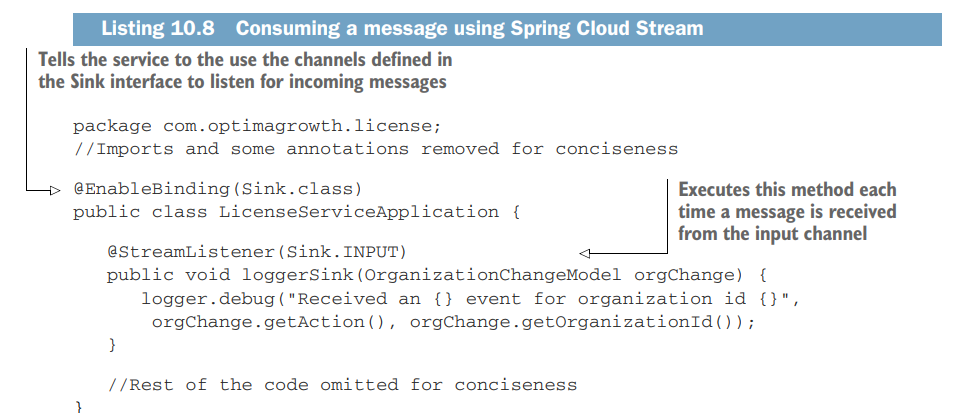 Listing 10.8 Consuming a message using Spring Cloud Stream
Tells the service to the use the channels defined in
the Sink interface to listen for incoming messages
package com.optimagrowth.license;
//Imports and some annotations removed for conciseness
@EnableBinding(Sink.class)
public class LicenseServiceApplication {
Executes this method each
time a message is received
from the input channel
@StreamListener(Sink.INPUT)
public void loggerSink(OrganizationChangeModel orgChange) {
logger.debug("Received an {} event for organization id {}",
orgChange.getAction(), orgChange.getOrganizationId());
}
//Rest of the code omitted for conciseness
}